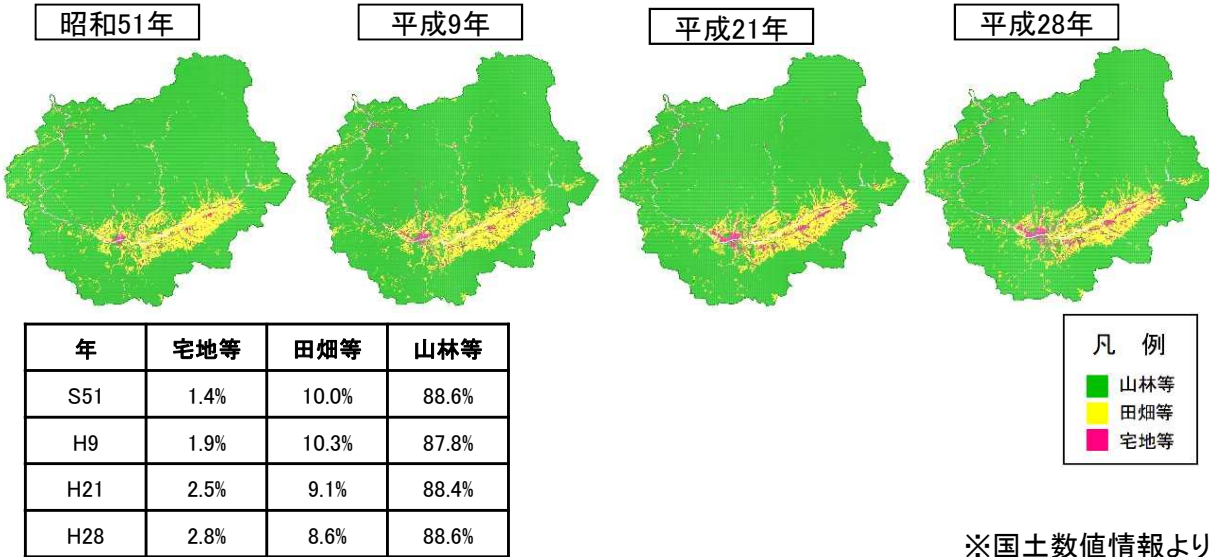 昭和51年 平成9年 平成21年 平成28年
年 宅地等 田畑等 山林等
S51 1.4% 10.0% 88.6%
H9 1.9% 10.3% 87.8%
H21 2.5% 9.1% 88.4%
H28 2.8% 8.6% 88.6%
凡 例
山林等
田畑等
宅地等
※国土数値情報より